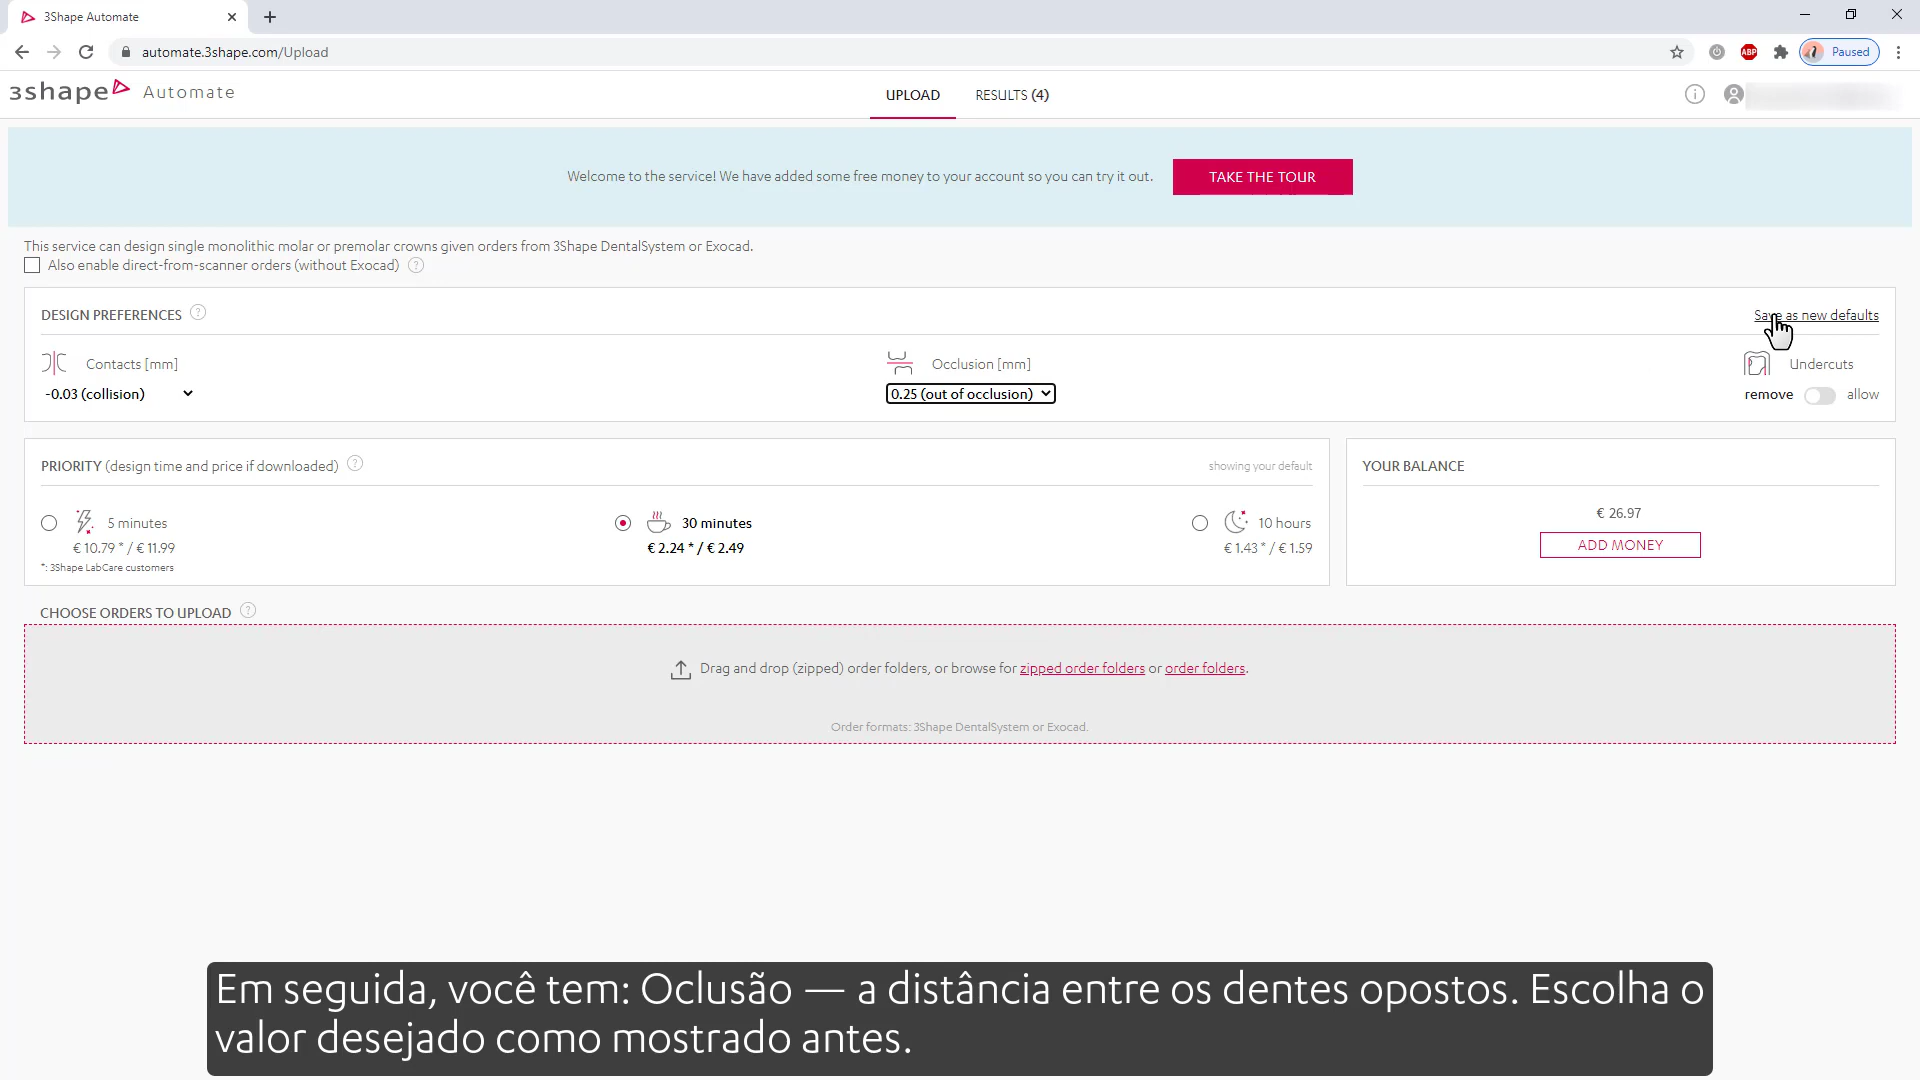 3Shape Automate
automate.3shape.com/Upload
ABP
Paused
3shape Automate
UPLOAD
RESULTS (4)
Welcome to the service! We have added some free money to your account so you can try it out.
TAKE THE TOUR
This service can design single monolithic molar or premolar crowns given orders from 3Shape DentalSystem or Exocad.
Also enable direct-from-scanner orders (without Exocad) ?
DESIGN PREFERENCES ?
Save as new defaults
Contacts [mm]
Occlusion [mm]
Undercuts
-0.03 (collision)
0.25 (out of occlusion)
remove allow
PRIORITY (design time and price if downloaded) ?
showing your default
YOUR BALANCE
5 minutes
30 minutes
10 hours
€ 10.79 * / € 11.99
€ 2.24 * / € 2.49
€ 1.43 * / € 1.59
*: 3Shape LabCare customers
€ 26.97
ADD MONEY
CHOOSE ORDERS TO UPLOAD ?
Drag and drop (zipped) order folders, or browse for zipped order folders or order folders.
Order formats: 3Shape DentalSystem or Exocad.
Em seguida, você tem: Oclusão — a distância entre os dentes opostos. Escolha o
valor desejado como mostrado antes.